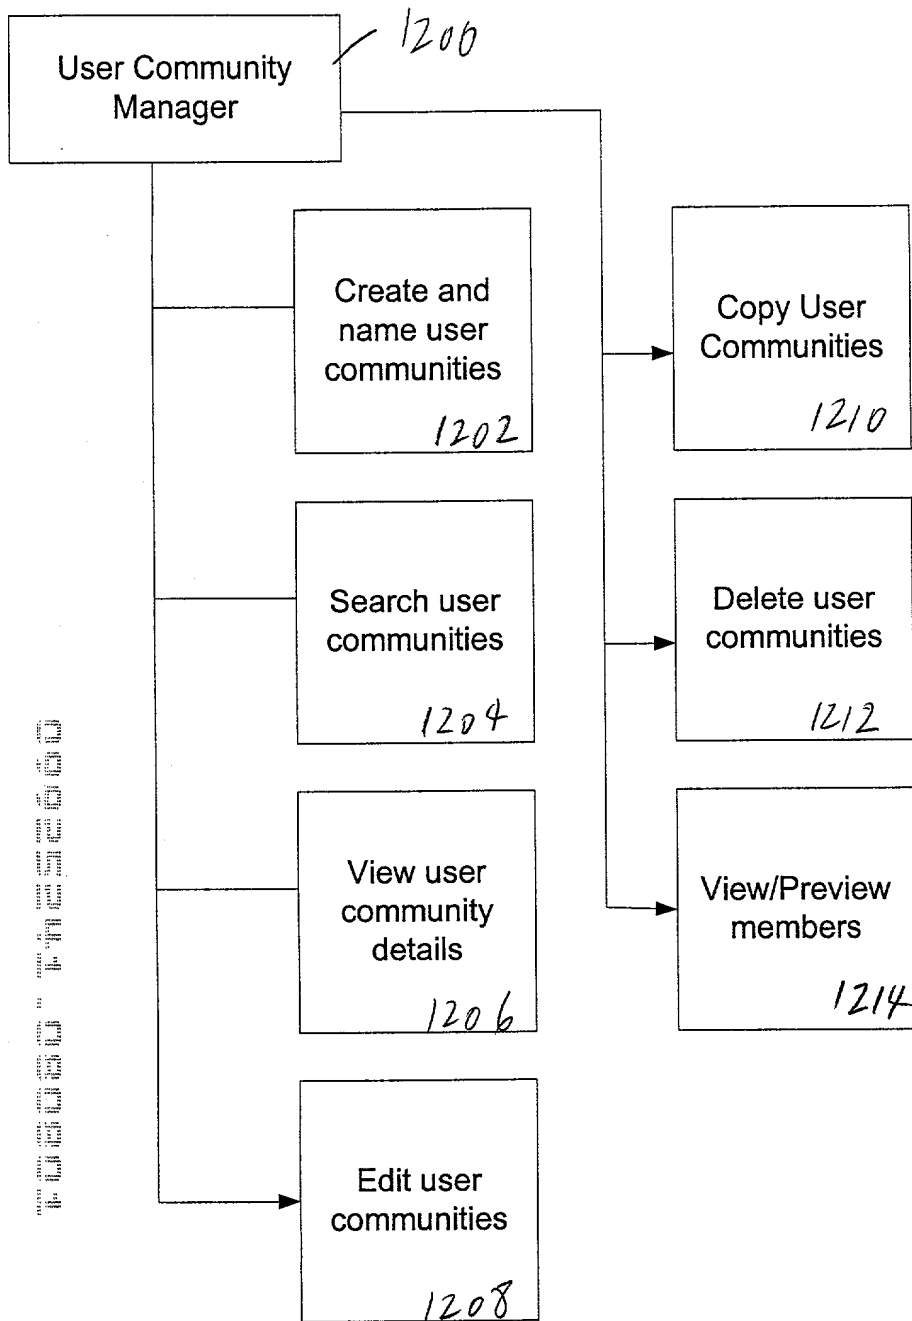 1200
User Community
Manager
Create and
name user
communities
1202
Search user
communities
1204
View user
community
details
1206
Edit user
communities
1208
Copy User
Communities
1210
Delete user
communities
1212
View/Preview
members
1214